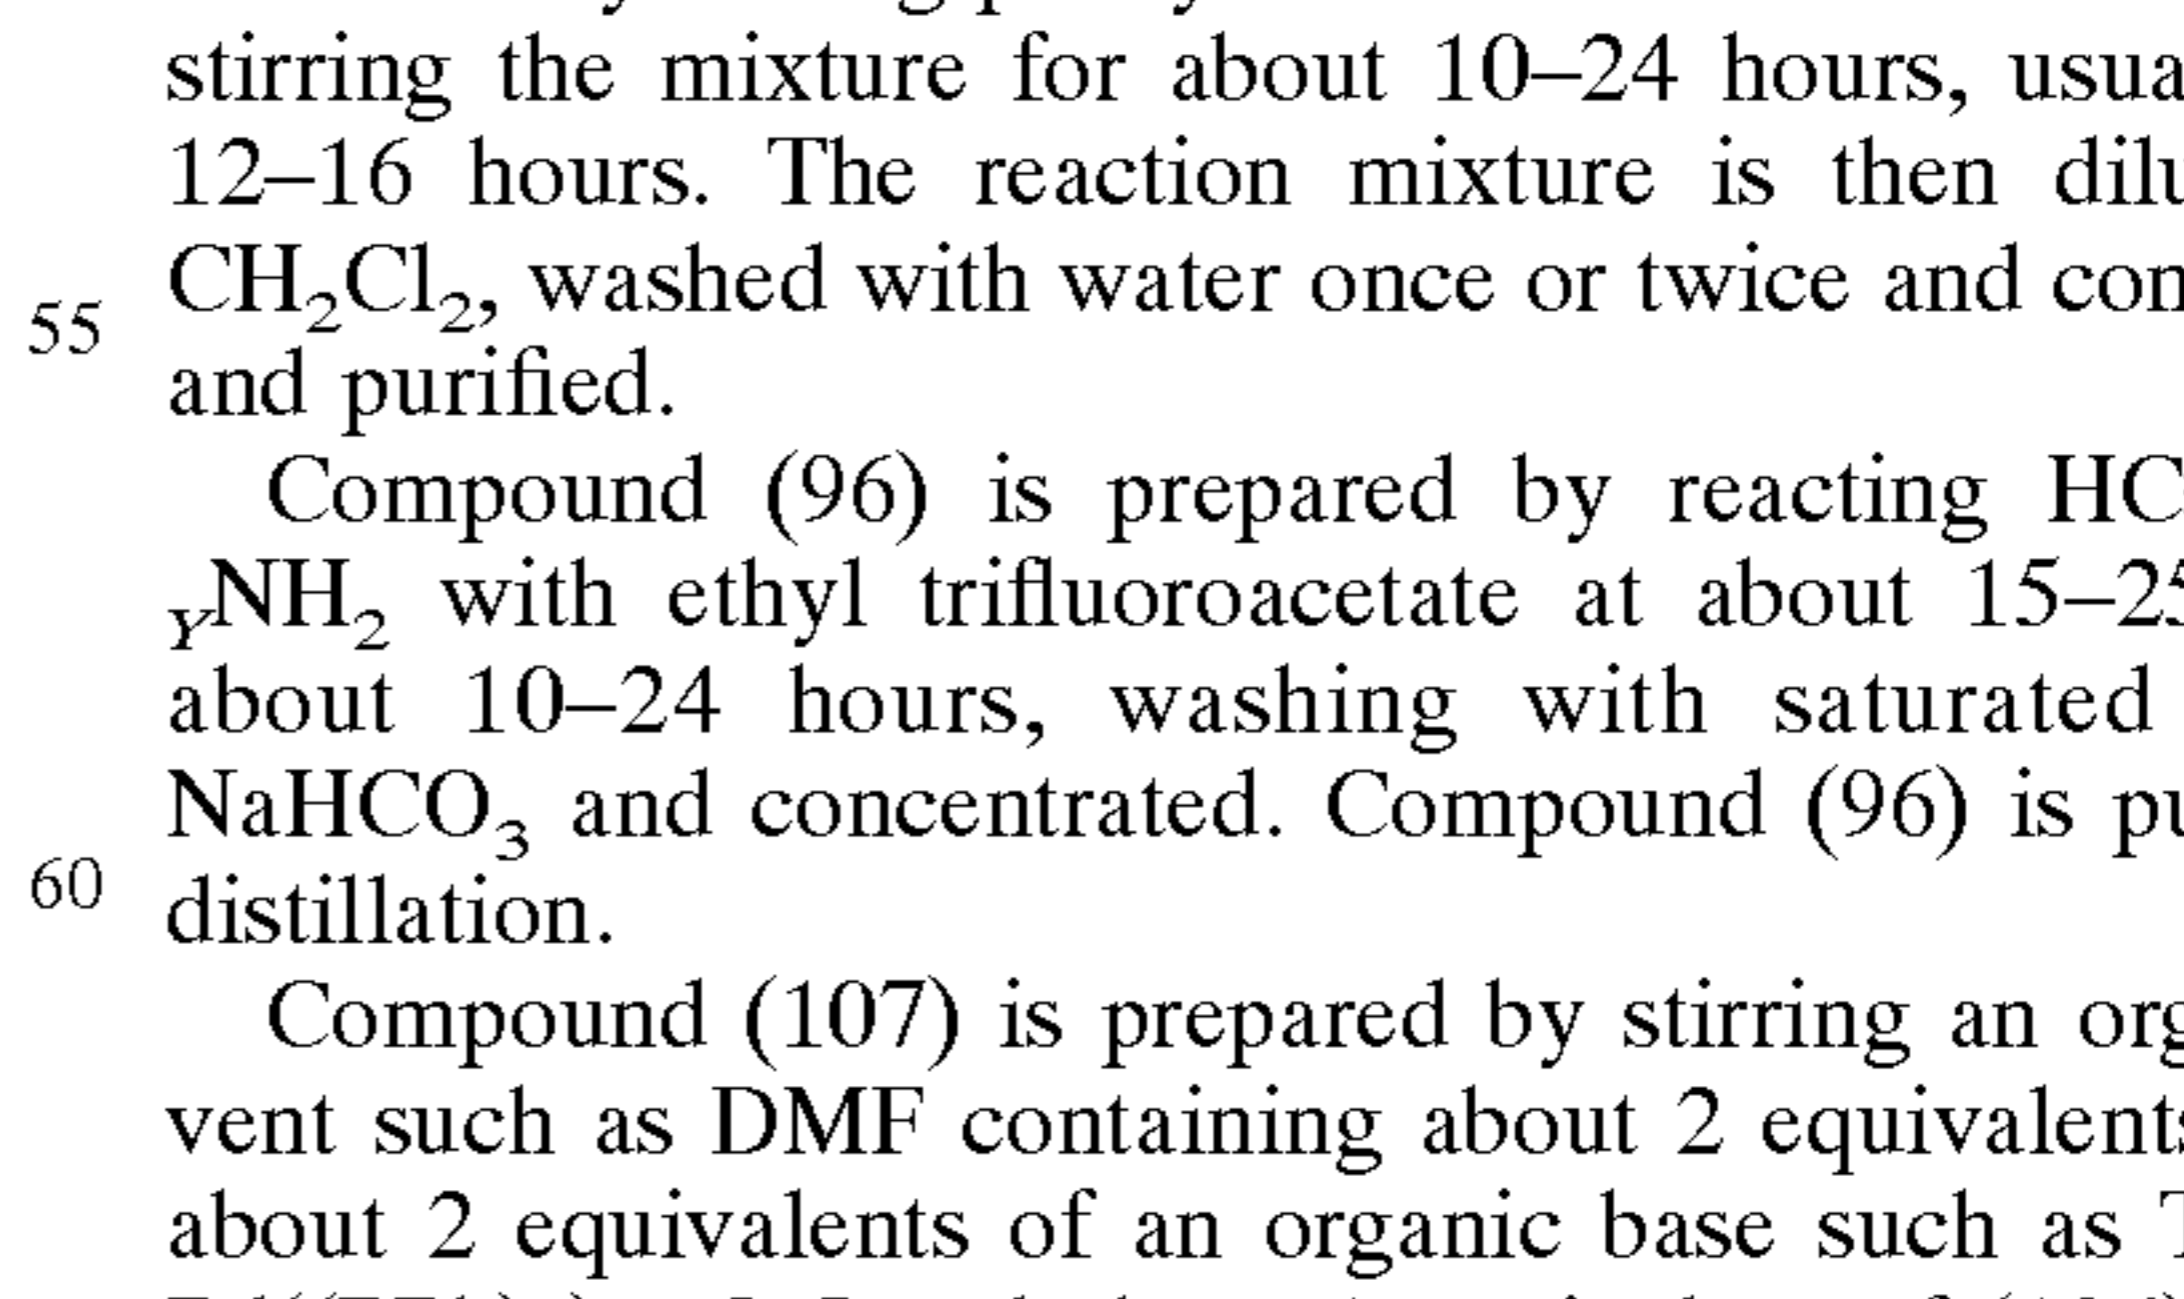 stirring the mixture for about 10–24 hours, usua
12–16 hours. The reaction mixture is then dilu
55 CH₂Cl₂, washed with water once or twice and con
and purified.
Compound (96) is prepared by reacting HC
YNH₂ with ethyl trifluoroacetate at about 15–25
about 10–24 hours, washing with saturated
NaHCO₃ and concentrated. Compound (96) is pu
60 distillation.
Compound (107) is prepared by stirring an org
vent such as DMF containing about 2 equivalents
about 2 equivalents of an organic base such as T